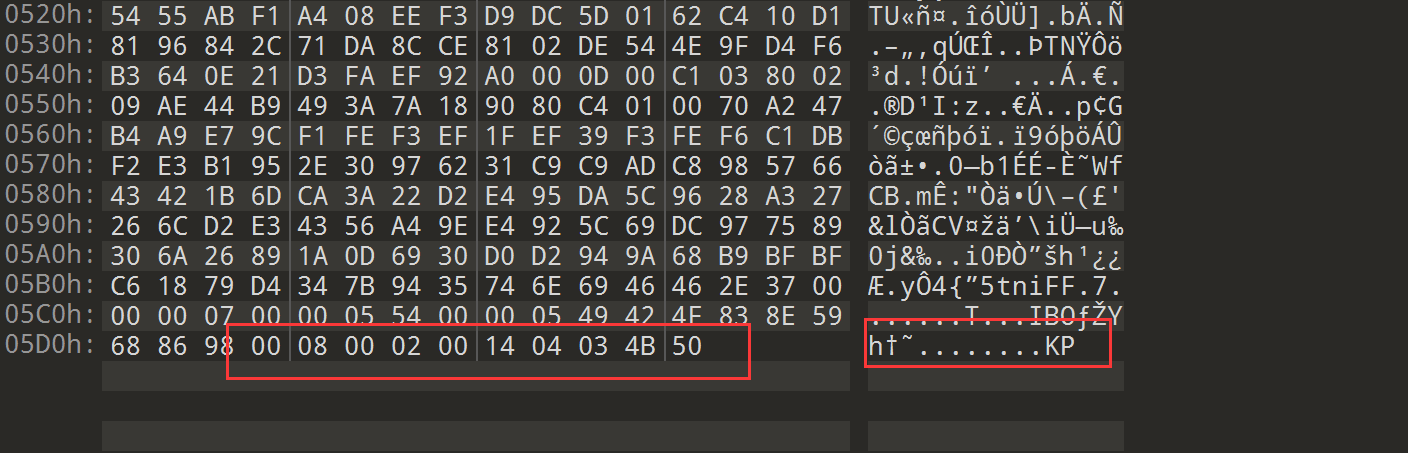 0520h: 54 55 AB F1 A4 08 EE F3 D9 DC 5D 01 62 C4 10 D1 TU«ñ¤.îóÙÜ].bÄ.Ñ
0530h: 81 96 84 2C 71 DA 8C CE 81 02 DE 54 4E 9F D4 F6 .–„,qÚŒÎ..ÞTNŸÔö
0540h: B3 64 0E 21 D3 FA EF 92 A0 00 0D 00 C1 03 80 02 ³d.!Óúï’ ...Á.€.
0550h: 09 AE 44 B9 49 3A 7A 18 90 80 C4 01 00 70 A2 47 .®D¹I:z..€Ä..p¢G
0560h: B4 A9 E7 9C F1 FE F3 EF 1F EF 39 F3 FE F6 C1 DB ´©çœñþóï.ï9óþöÁÛ
0570h: F2 E3 B1 95 2E 30 97 62 31 C9 C9 AD C8 98 57 66 òã±•.0—b1ÉÉ-È˜Wf
0580h: 43 42 1B 6D CA 3A 22 D2 E4 95 DA 5C 96 28 A3 27 CB.mÊ:"Òä•Ú\–(£'
0590h: 26 6C D2 E3 43 56 A4 9E E4 92 5C 69 DC 97 75 89 &lÒãCV¤žä’\iÜ—u‰
05A0h: 30 6A 26 89 1A 0D 69 30 D0 D2 94 9A 68 B9 BF BF 0j&‰..i0ÐÒ”šh¹¿¿
05B0h: C6 18 79 D4 34 7B 94 35 74 6E 69 46 46 2E 37 00 Æ.yÔ4{”5tniFF.7.
05C0h: 00 00 07 00 00 05 54 00 00 05 49 42 4F 83 8E 59 ......T...IBOƒŽY
05D0h: 68 86 98 00 08 00 02 00 14 04 03 4B 50 h†˜........KP